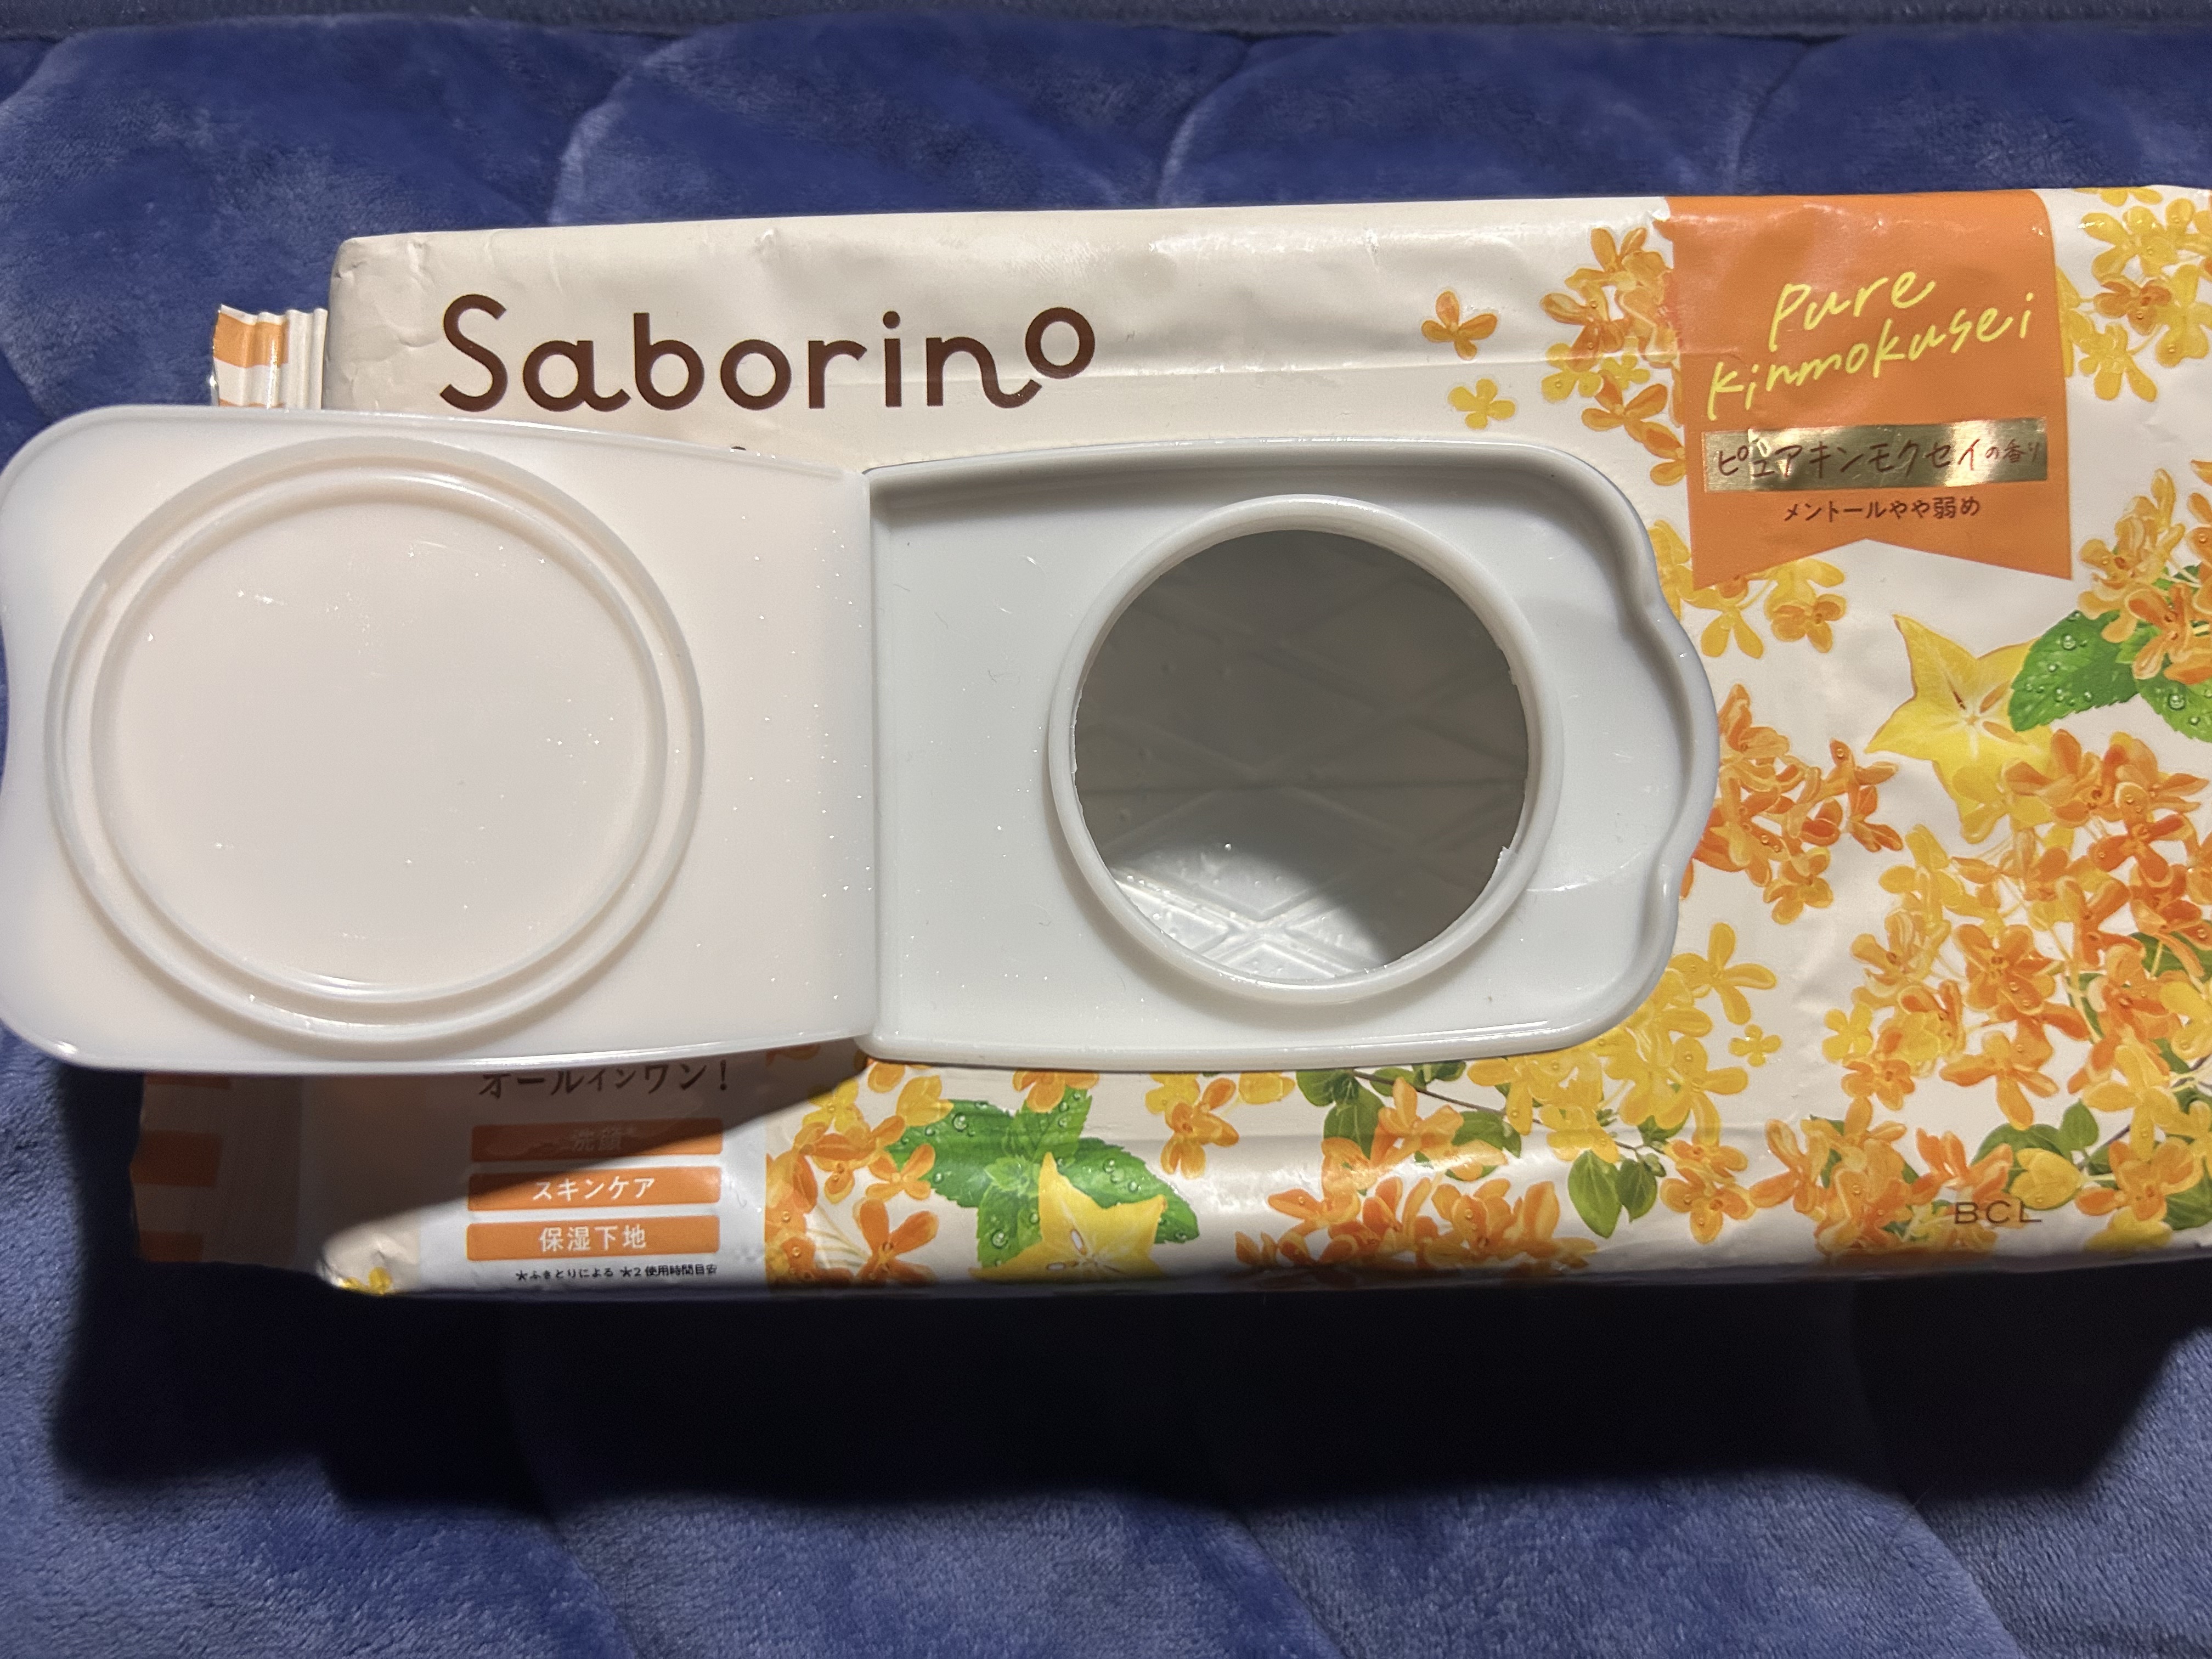 Saborino
Pure
kinmokusei
ピュアキンモクセイの香り
メントールやや弱め
オールインワン!
洗顔*
スキンケア
保湿下地
*ふきとりによる *2 使用時間目安
BCL